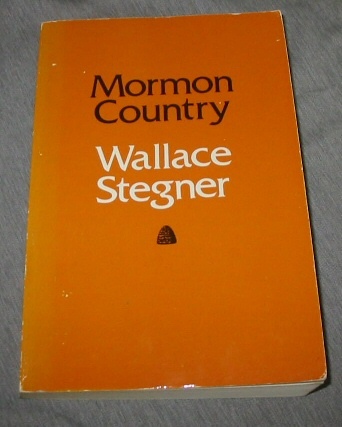 Mormon
Country
Wallace
Stegner